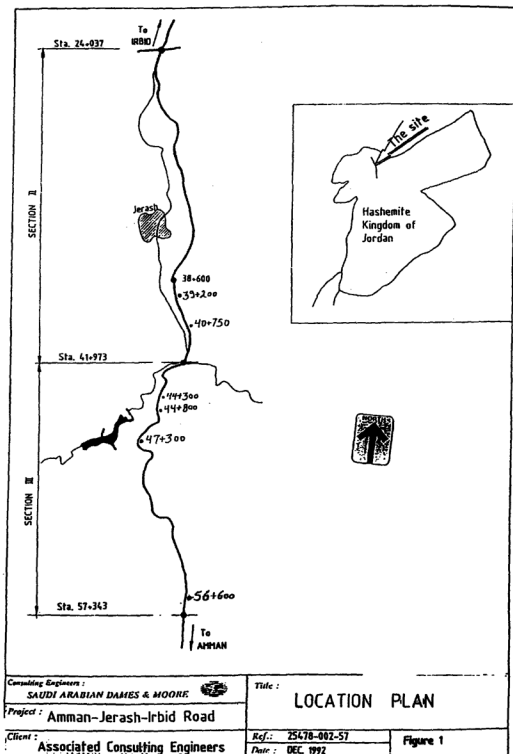 To
IRBID
Sta. 24+037
The site
SECTION II
Jerash
Hashemite
Kingdom of
Jordan
38+600
39+200
40+750
Sta. 41+973
44+300
44+800
NORTH
47+300
SECTION III
56+600
Sta. 57+343
To
AMMAN
Consulting Engineers :
SAUDI ARABIAN DAMES & MOORE
Title :
LOCATION PLAN
Project : Amman-Jerash-Irbid Road
Client : Associated Consulting Engineers
Ref.: 25478-002-57
Date : DEC. 1992
Figure 1